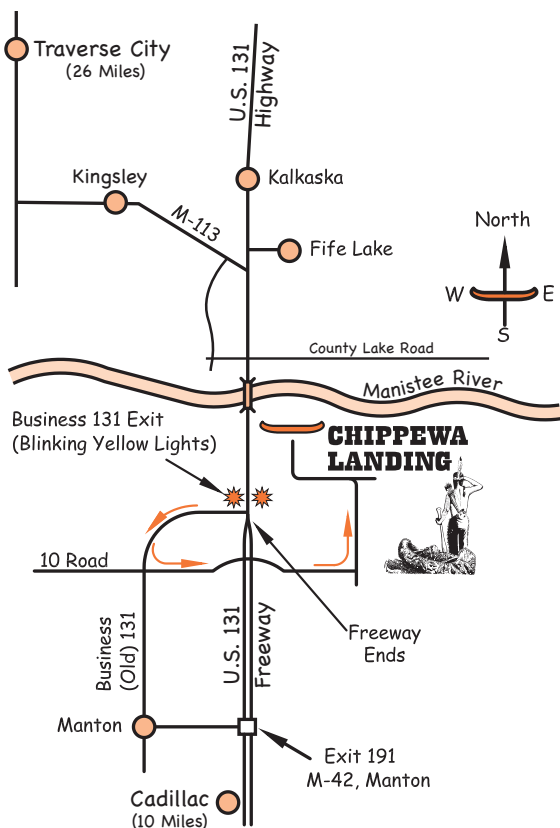 Traverse City
(26 Miles)
U.S. 131
Highway
Kingsley
Kalkaska
M-113
Fife Lake
North
W
E
S
County Lake Road
Manistee River
Business 131 Exit
(Blinking Yellow Lights)
CHIPPEWA
LANDING
10 Road
Business
(Old) 131
U.S. 131
Freeway
Freeway
Ends
Manton
Exit 191
M-42, Manton
Cadillac
(10 Miles)